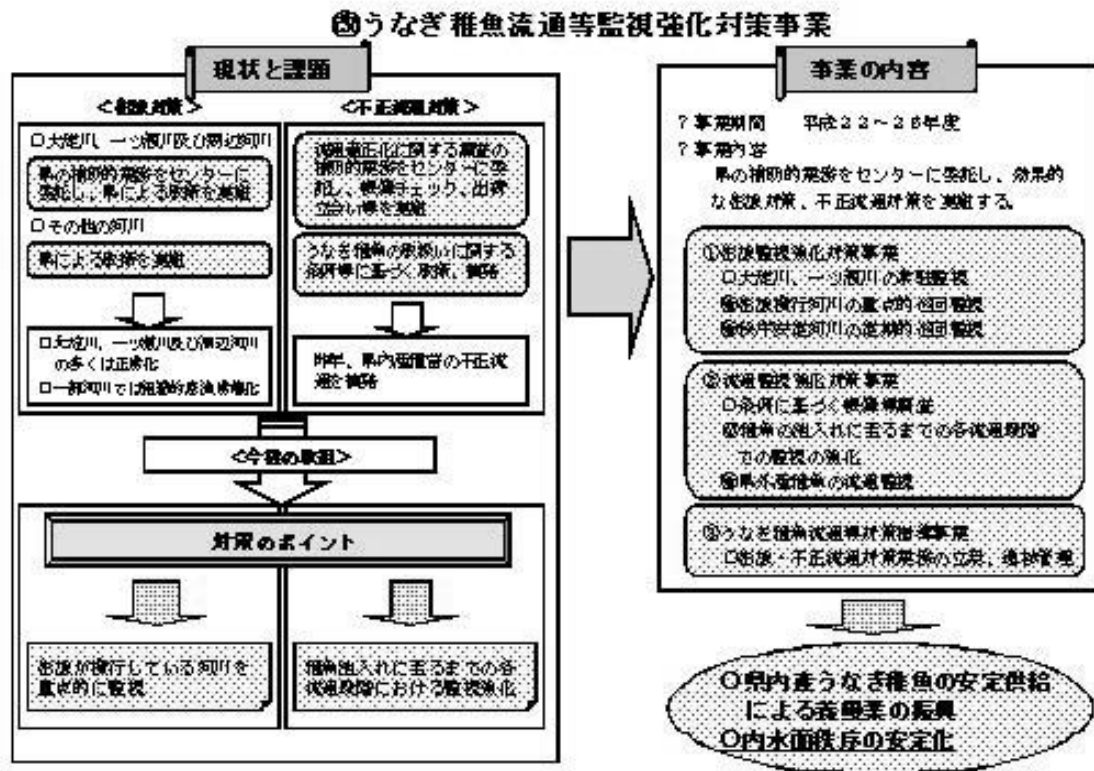 ㊢うなぎ稚魚流通等監視強化対策事業
現状と課題
＜密漁対策＞
○大淀川、一ツ瀬川及び周辺河川
県の補助的業務をセンターに
委託し、県による取締を実施
○その他の河川
県による取締を実施
○大淀川、一ツ瀬川及び周辺河川
の多くは正常化
○一部河川では組織的密漁悪増化
＜不正流通対策＞
流通適正化に関する県の
補助的業務をセンターに委
託し、帳簿チェック、出荷
立会い等を実施
うなぎ稚魚の取扱いに関する
条例等に基づく取締、摘発
昨年、県内産稚魚の不正流
通を摘発
＜今後の取組＞
対策のポイント
密漁が横行している河川を
重点的に監視
稚魚池入れに至るまでの各
流通段階における監視強化
事業の内容
? 事業期間 平成22～26年度
? 事業内容
県の補助的業務をセンターに委託し、効果的
な密漁対策、不正流通対策を実施する。
①密漁監視強化対策事業
○大淀川、一ツ瀬川の常駐監視
密漁横行河川の重点的巡回監視
河川の定期的巡回監視
②流通監視強化対策事業
○条例に基づく帳簿等調査
稚魚の池入れに至るまでの各流通段階
での監視の強化
県外産稚魚の流通監視
③うなぎ稚魚流通等対策指導事業
○密漁・不正流通対策業務の立案、進捗管理
○県内産うなぎ稚魚の安定供給
による養鰻業の振興
○内水面秩序の安定化